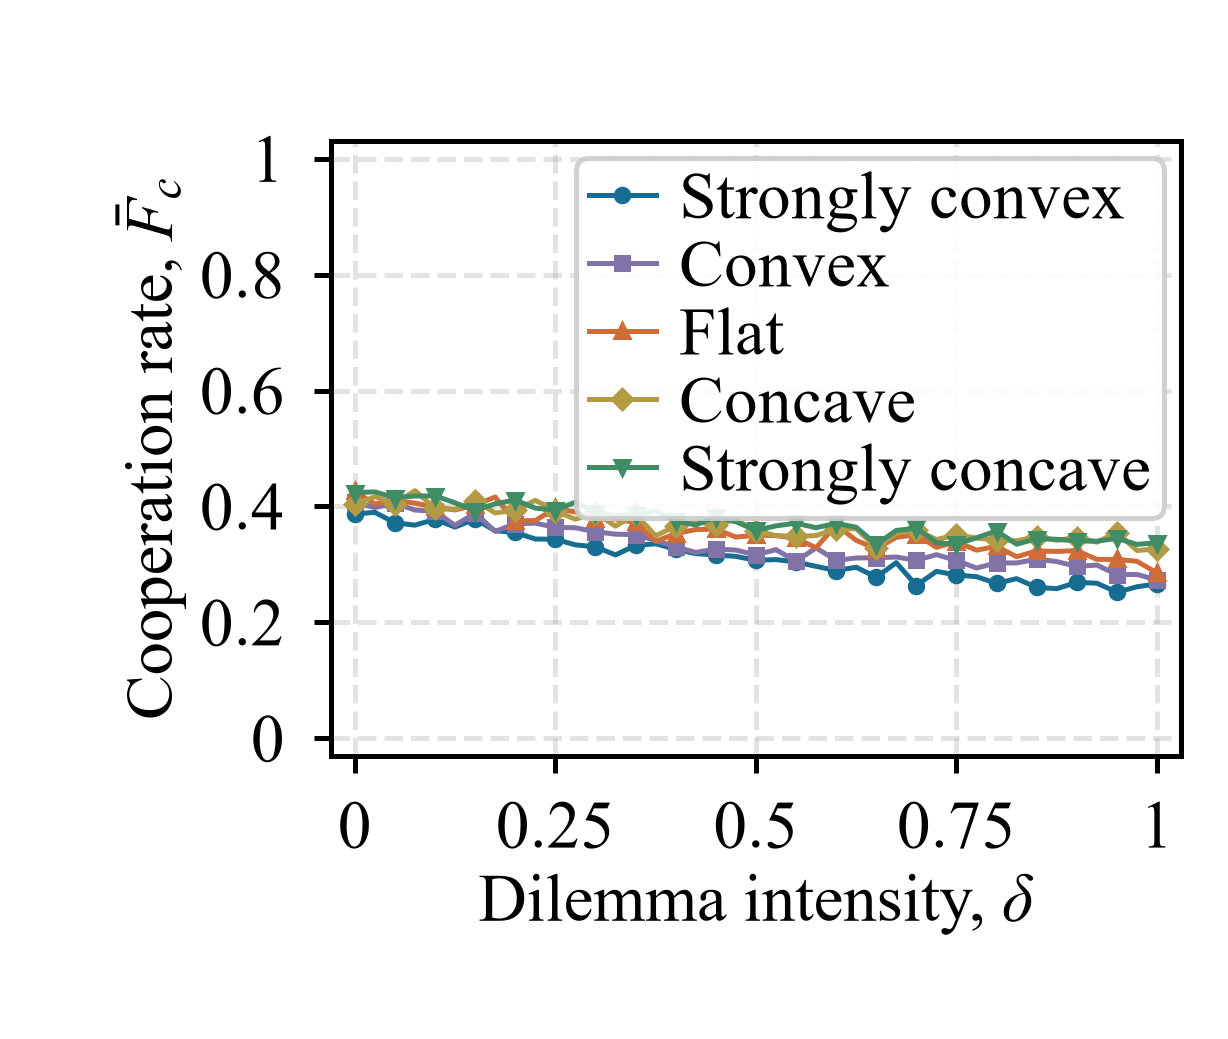 1
0.8
0.6
0.4
0.2
0
Cooperation rate, F̄_c
Strongly convex
Convex
Flat
Concave
Strongly concave
0 0.25 0.5 0.75 1
Dilemma intensity, δ